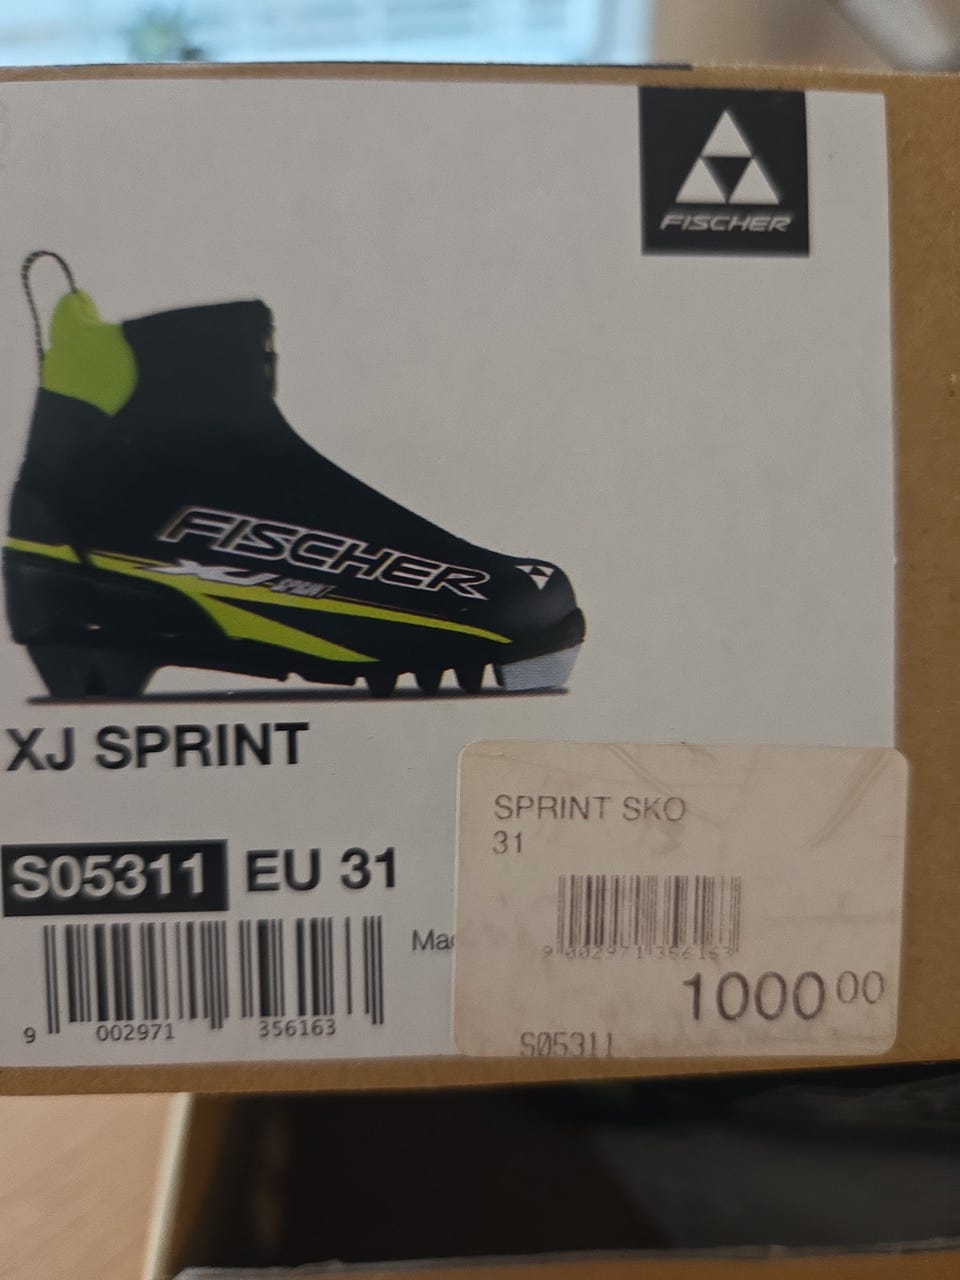 FISCHER
FISCHER
XJ SPRINT
XJ SPRINT
S05311 EU 31
9 002971 356163
SPRINT SKO
31
9 002971 356163
1000 00
S05311